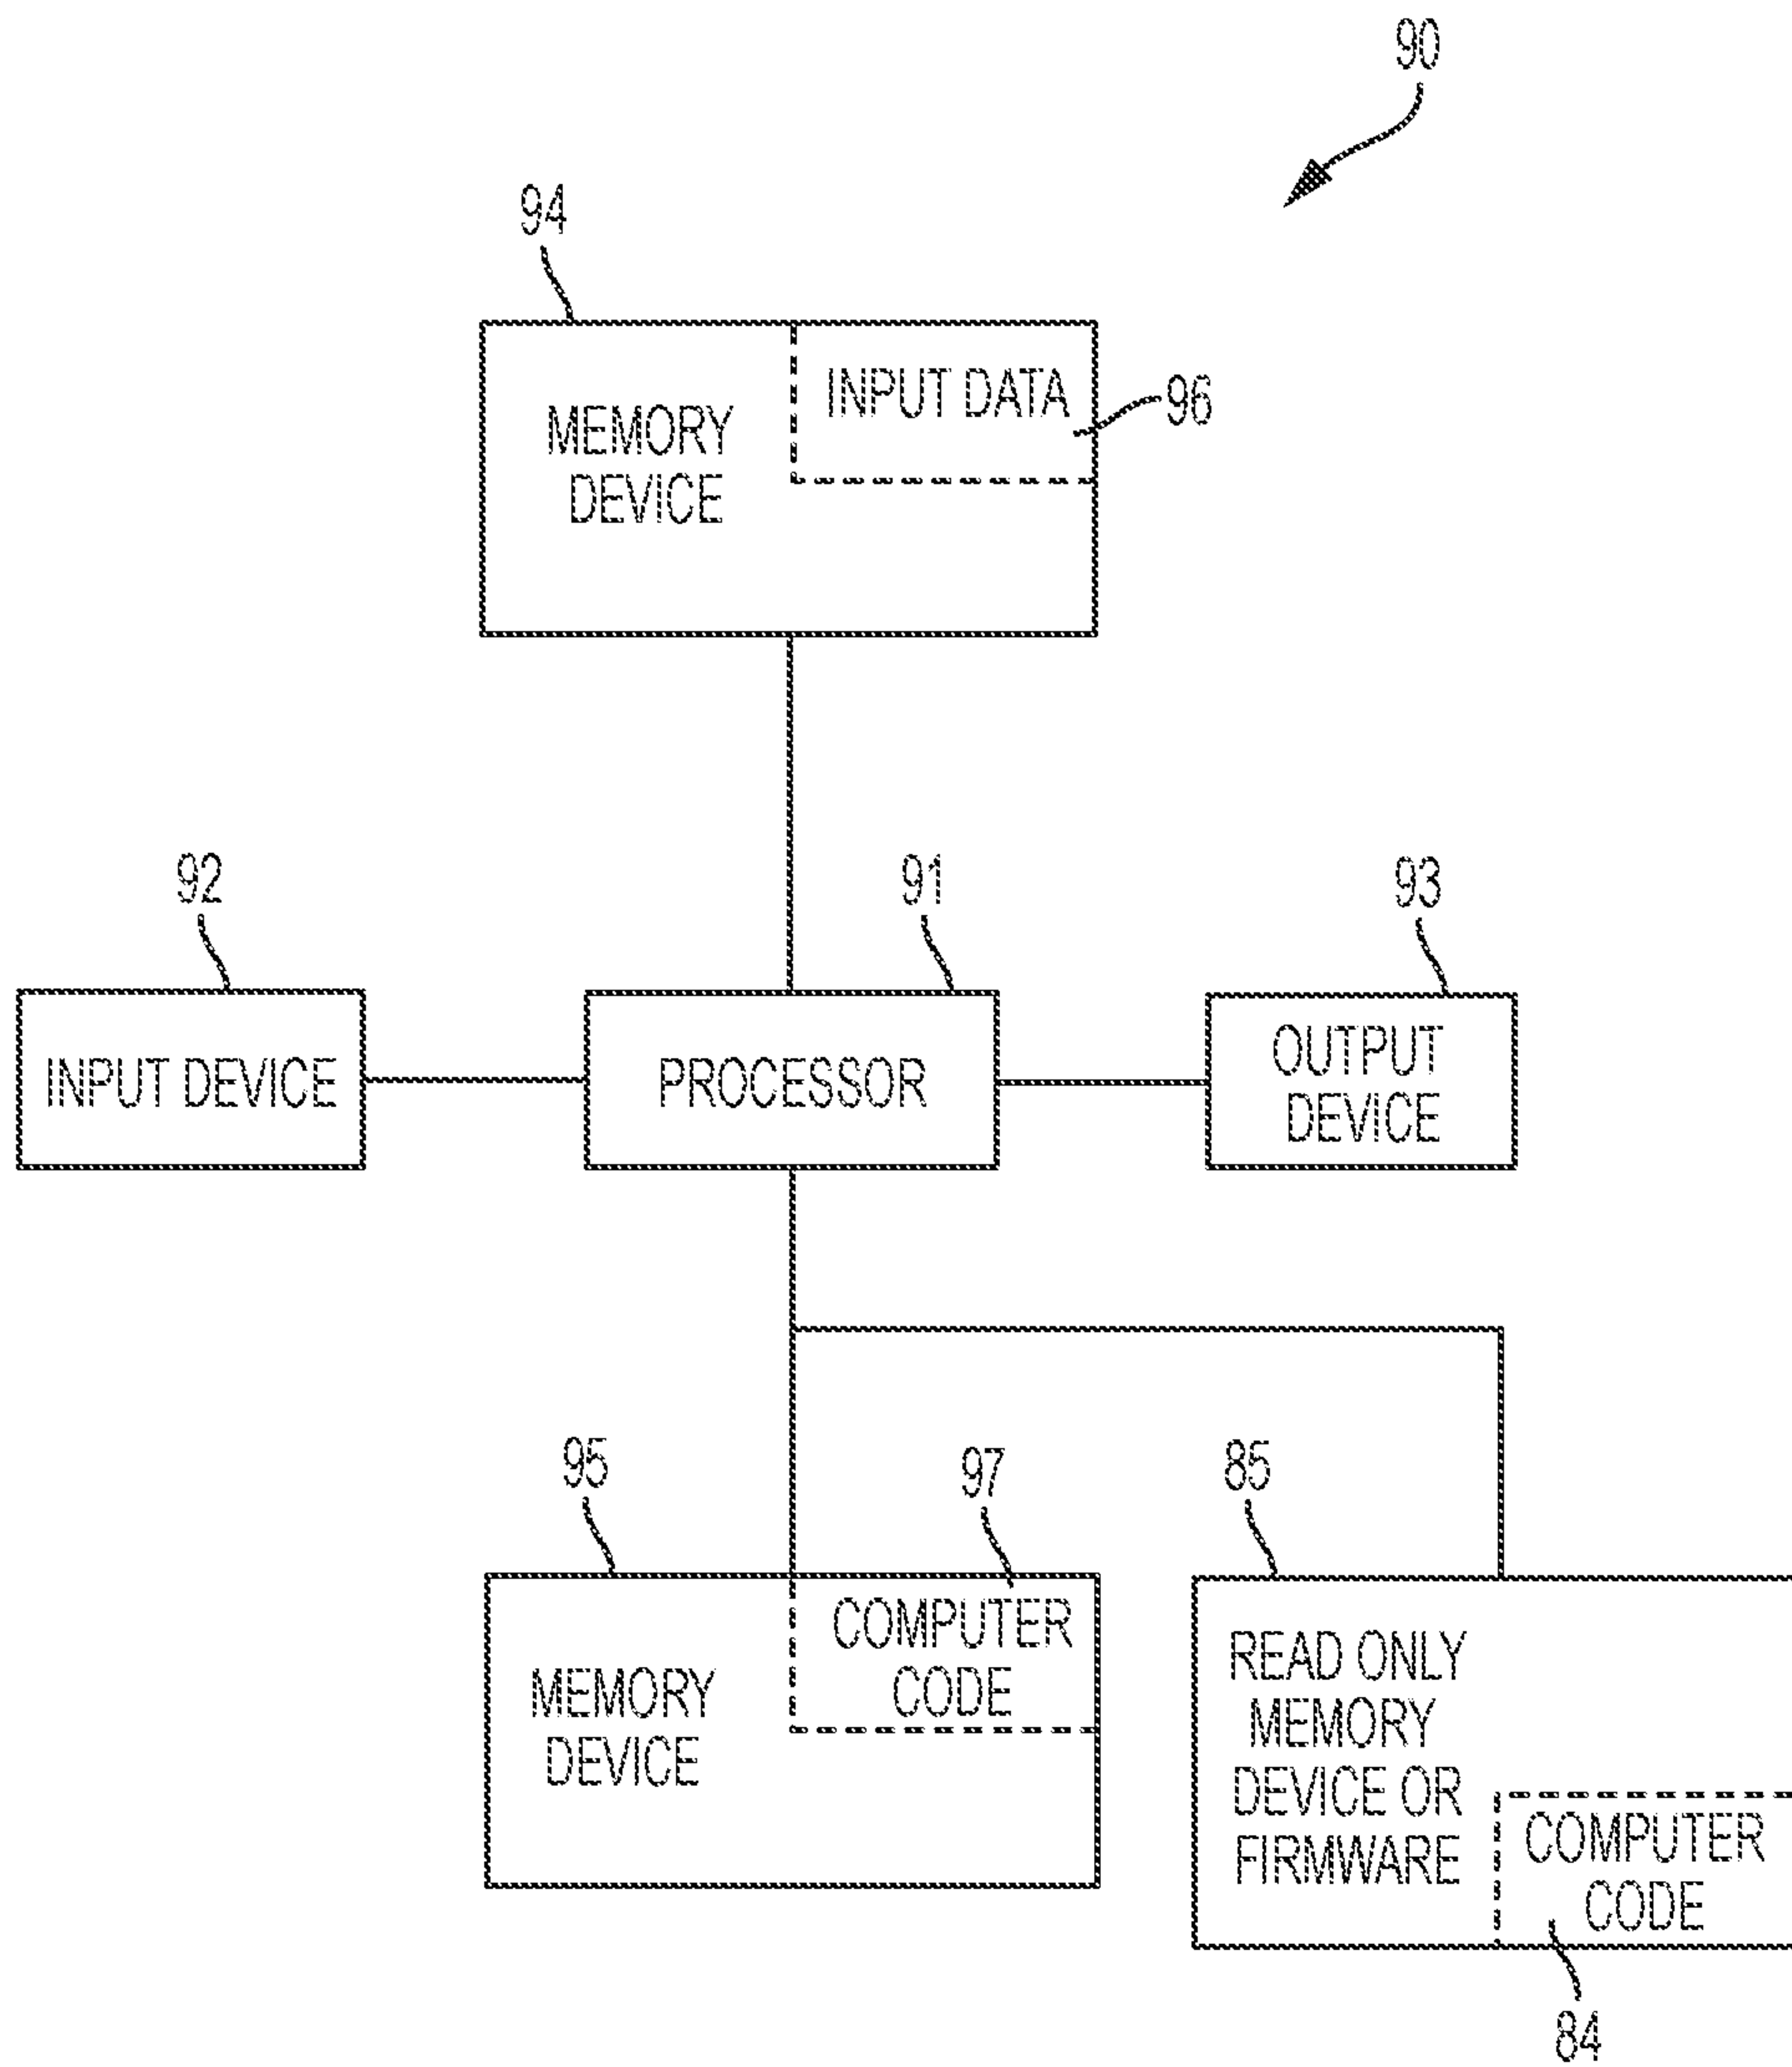 90
94
MEMORY
DEVICE
INPUT DATA
96
92
91
93
INPUT DEVICE
PROCESSOR
OUTPUT
DEVICE
95
97
85
MEMORY
DEVICE
COMPUTER
CODE
READ ONLY
MEMORY
DEVICE OR
FIRMWARE
COMPUTER
CODE
84